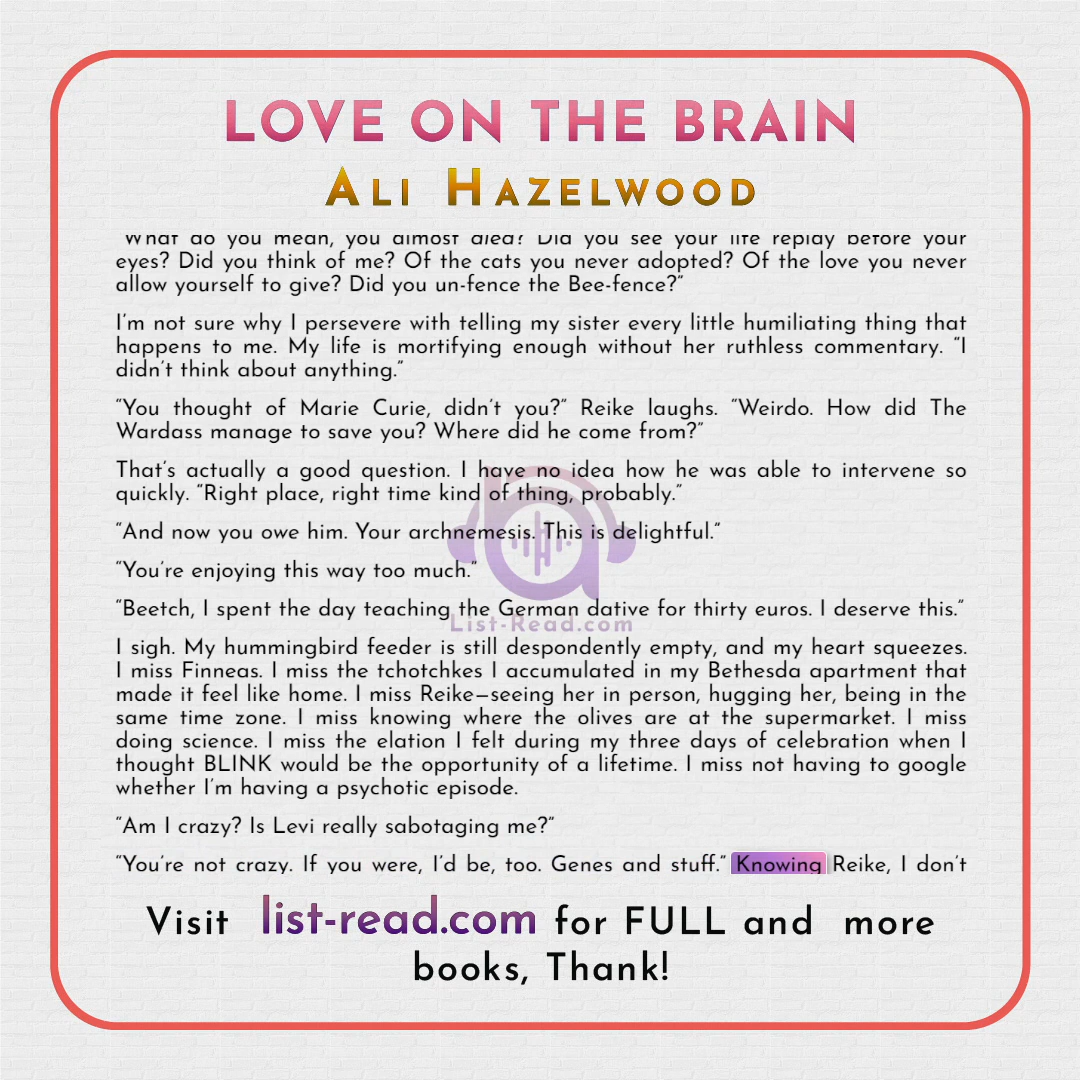 LOVE ON THE BRAIN
ALI HAZELWOOD
"What do you mean, you almost died? Did you see your life replay before your
eyes? Did you think of me? Of the cats you never adopted? Of the love you never
allow yourself to give? Did you un-fence the Bee-fence?"
I'm not sure why I persevere with telling my sister every little humiliating thing that
happens to me. My life is mortifying enough without her ruthless commentary. "I
didn't think about anything."
"You thought of Marie Curie, didn't you?" Reike laughs. "Weirdo. How did The
Wardass manage to save you? Where did he come from?"
That's actually a good question. I have no idea how he was able to intervene so
quickly. "Right place, right time kind of thing, probably."
"And now you owe him. Your archnemesis. This is delightful."
"You're enjoying this way too much."
"Beetch, I spent the day teaching the German dative for thirty euros. I deserve this."
List-Read.com
I sigh. My hummingbird feeder is still despondently empty, and my heart squeezes.
I miss Finneas. I miss the tchotchkes I accumulated in my Bethesda apartment that
made it feel like home. I miss Reike—seeing her in person, hugging her, being in the
same time zone. I miss knowing where the olives are at the supermarket. I miss
doing science. I miss the elation I felt during my three days of celebration when I
thought BLINK would be the opportunity of a lifetime. I miss not having to google
whether I'm having a psychotic episode.
"Am I crazy? Is Levi really sabotaging me?"
"You're not crazy. If you were, I'd be, too. Genes and stuff." Knowing Reike, I don't
Visit list-read.com for FULL and more
books, Thank!